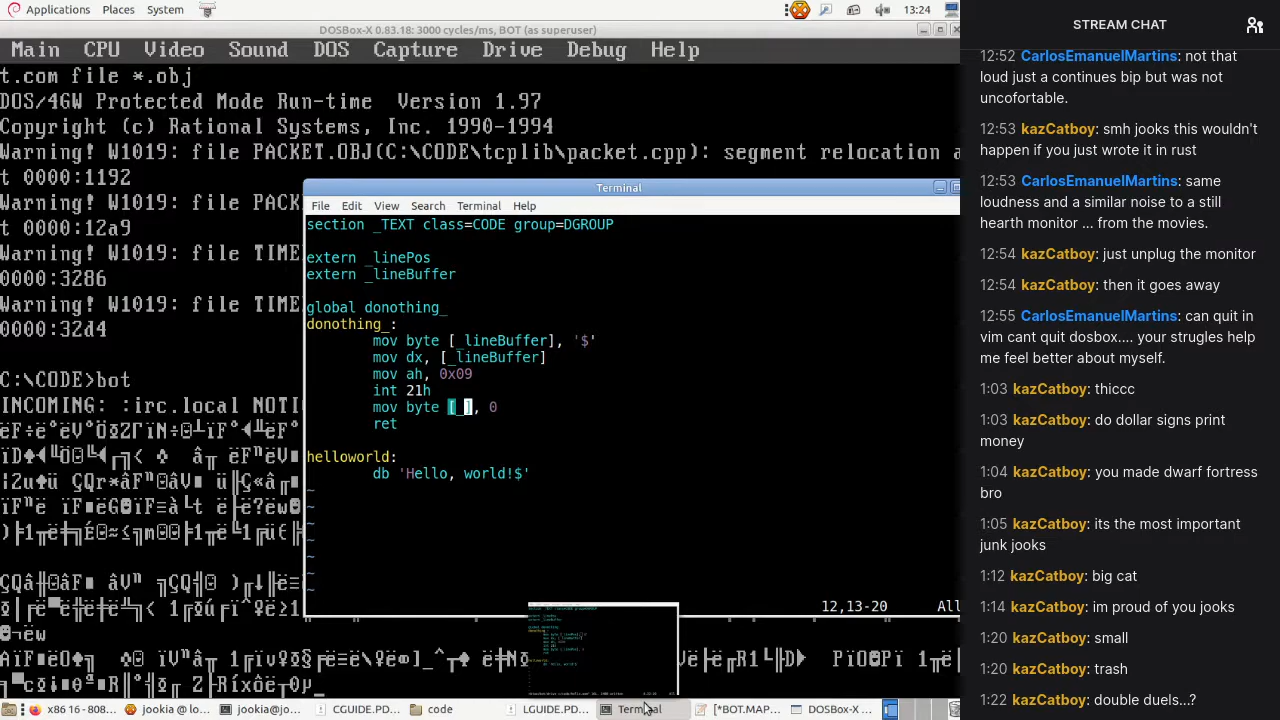 Applications Places System 13:24
DOSBox-X 0.83.18: 3000 cycles/ms, BOT (as superuser)
Main CPU Video Sound DOS Capture Drive Debug Help
t.com file *.obj
DOS/4GW Protected Mode Run-time Version 1.97
Copyright (c) Rational Systems, Inc. 1990-1994
Warning! W1019: file PACKET.OBJ(C:\CODE\tcplib\packet.cpp): segment relocation a
t 0000:1192
Warning! W1019: file PACK
t 0000:12a9
Warning! W1019: file TIME
0000:3286
Warning! W1019: file TIME
0000:32d4
C:\CODE>bot
INCOMING: :irc.local NOTI
Terminal
File Edit View Search Terminal Help
section _TEXT class=CODE group=DGROUP
extern _linePos
extern _lineBuffer
global donothing_
donothing_:
mov byte [_lineBuffer], '$'
mov dx, [_lineBuffer]
mov ah, 0x09
int 21h
mov byte [_], 0
ret
helloworld:
db 'Hello, world!$'
~
~
~
~
~
~
~
12,13-20 All
x86 16 - 808... jookia @ lo... jookia@jo... CGUIDE.PD... code LGUIDE.PD... Terminal [*BOT.MAP... DOSBox-X ...
STREAM CHAT
12:52 CarlosEmanuelMartins: not that
loud just a continues bip but was not
uncofortable.
12:53 kazCatboy: smh jooks this wouldn't
happen if you just wrote it in rust
12:53 CarlosEmanuelMartins: same
loudness and a similar noise to a still
hearth monitor ... from the movies.
12:54 kazCatboy: just unplug the monitor
12:54 kazCatboy: then it goes away
12:55 CarlosEmanuelMartins: can quit in
vim cant quit dosbox.... your strugles help
me feel better about myself.
1:03 kazCatboy: thiccc
1:03 kazCatboy: do dollar signs print
money
1:04 kazCatboy: you made dwarf fortress
bro
1:05 kazCatboy: its the most important
junk jooks
1:12 kazCatboy: big cat
1:14 kazCatboy: im proud of you jooks
1:20 kazCatboy: small
1:20 kazCatboy: trash
1:22 kazCatboy: double duels...?